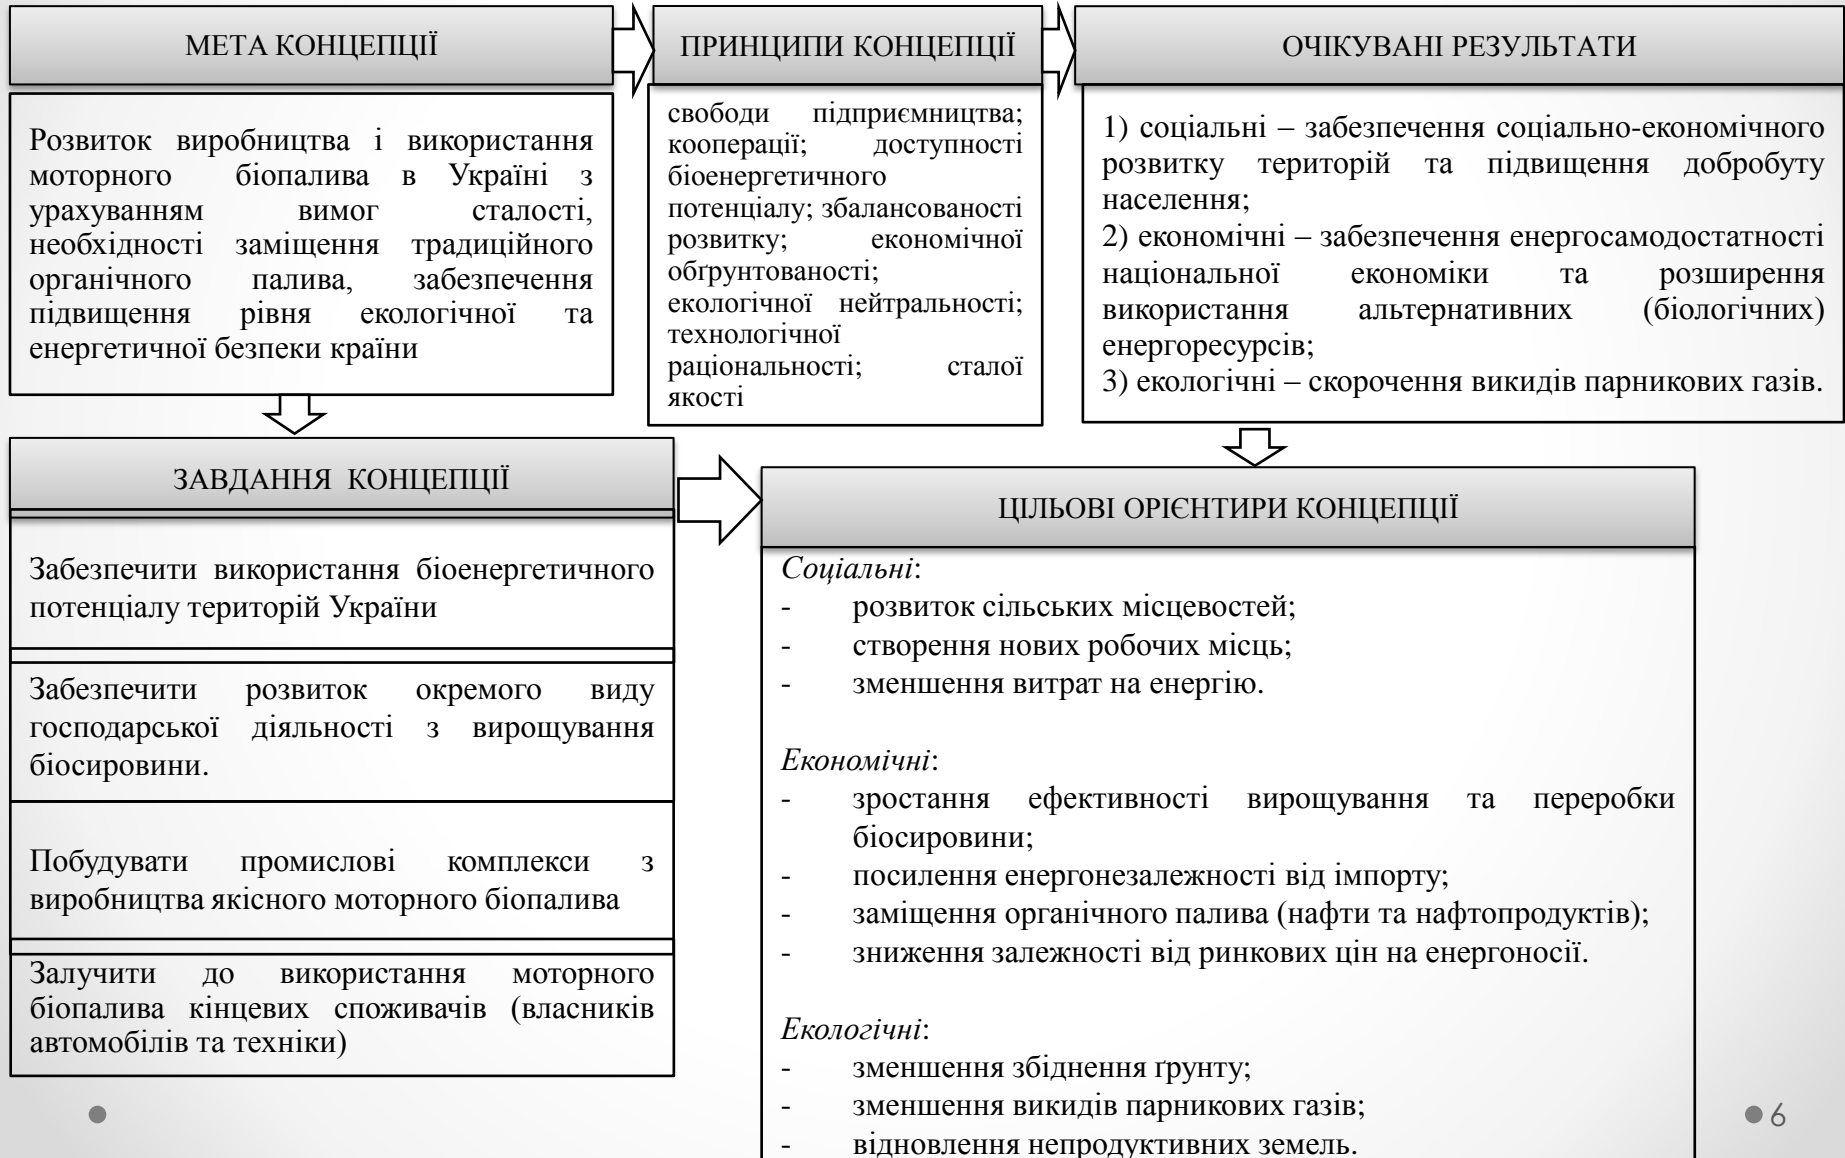 МЕТА КОНЦЕПЦІЇ
Розвиток виробництва і використання
моторного біопалива в Україні з
урахуванням вимог сталості,
необхідності заміщення традиційного
органічного палива, забезпечення
підвищення рівня екологічної та
енергетичної безпеки країни
ПРИНЦИПИ КОНЦЕПЦІЇ
свободи підприємництва;
кооперації; доступності
біоенергетичного
потенціалу; збалансованості
розвитку; економічної
обґрунтованості;
екологічної нейтральності;
технологічної
раціональності; сталої
якості
ОЧІКУВАНІ РЕЗУЛЬТАТИ
1) соціальні – забезпечення соціально-економічного
розвитку територій та підвищення добробуту
населення;
2) економічні – забезпечення енергосамодостатності
національної економіки та розширення
використання альтернативних (біологічних)
енергоресурсів;
3) екологічні – скорочення викидів парникових газів.
ЗАВДАННЯ КОНЦЕПЦІЇ
Забезпечити використання біоенергетичного
потенціалу територій України
Забезпечити розвиток окремого виду
господарської діяльності з вирощування
біосировини.
Побудувати промислові комплекси з
виробництва якісного моторного біопалива
Залучити до використання моторного
біопалива кінцевих споживачів (власників
автомобілів та техніки)
ЦІЛЬОВІ ОРІЄНТИРИ КОНЦЕПЦІЇ
Соціальні:
- розвиток сільських місцевостей;
- створення нових робочих місць;
- зменшення витрат на енергію.
Економічні:
- зростання ефективності вирощування та переробки
біосировини;
- посилення енергонезалежності від імпорту;
- заміщення органічного палива (нафти та нафтопродуктів);
- зниження залежності від ринкових цін на енергоносії.
Екологічні:
- зменшення збіднення ґрунту;
- зменшення викидів парникових газів;
- відновлення непродуктивних земель.
6